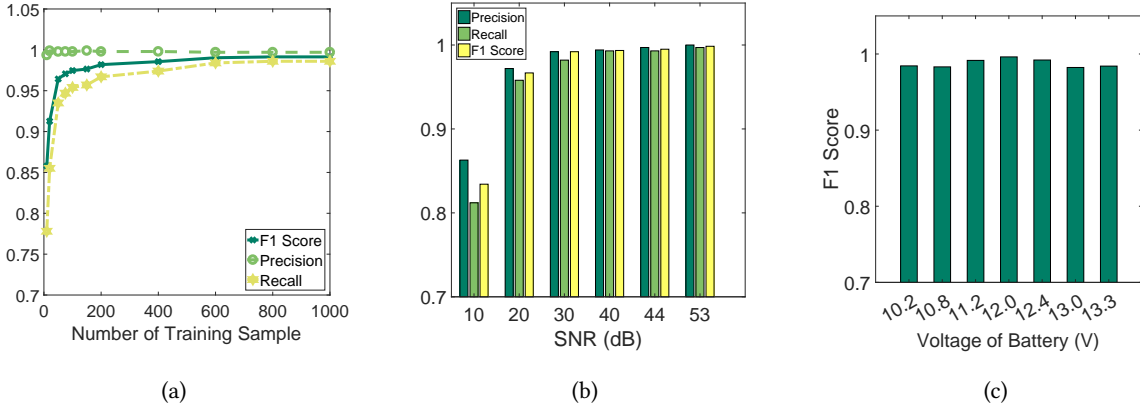 1.05
1
0.95
0.9
0.85
0.8
0.75
0.7
0
200
400
600
800
1000
Number of Training Sample
F1 Score
Precision
Recall
(a)
1
0.9
0.8
0.7
10
20
30
40
44
53
SNR (dB)
Precision
Recall
F1 Score
(b)
F1 Score
1
0.9
0.8
0.7
10.2
10.8
11.2
12.0
12.4
13.0
13.3
Voltage of Battery (V)
(c)